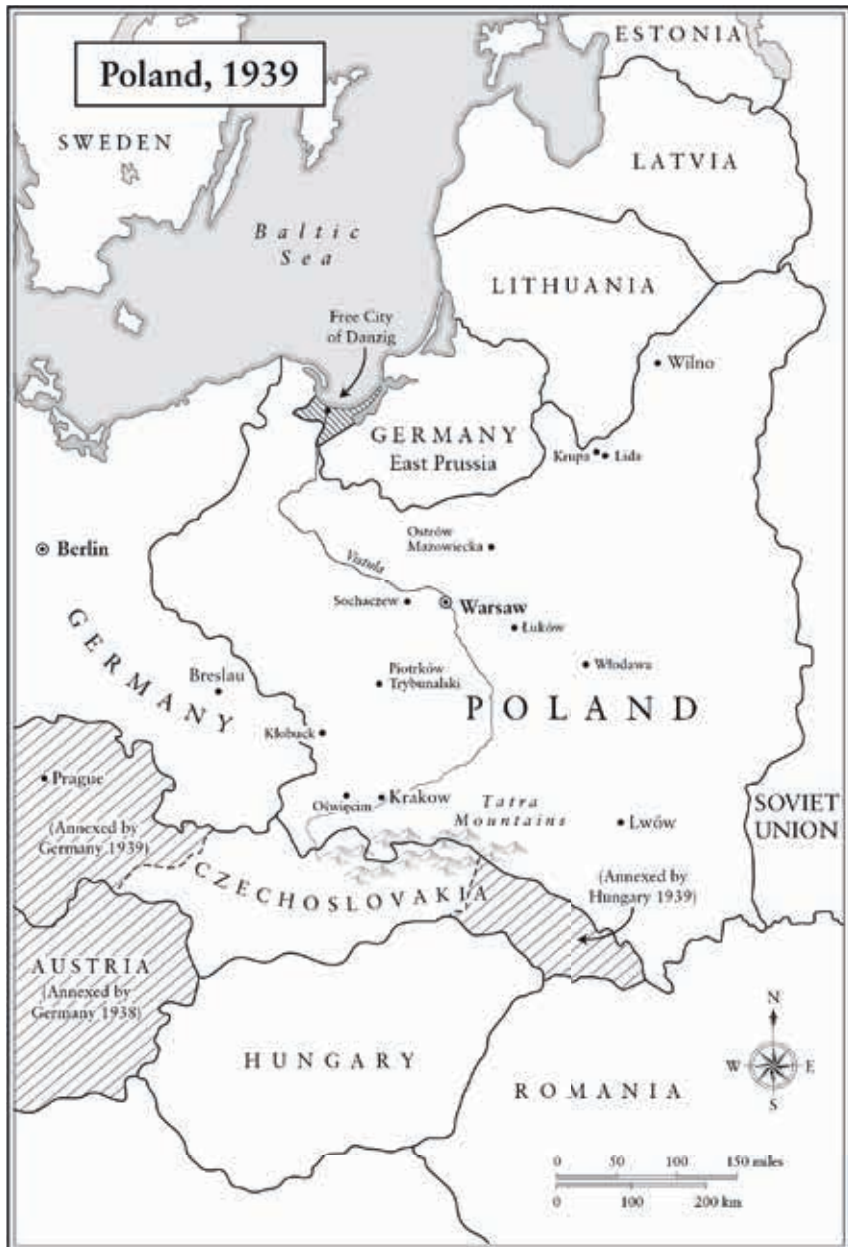 Poland, 1939
ESTONIA
SWEDEN
LATVIA
Baltic
Sea
LITHUANIA
Free City
of Danzig
Wilno
GERMANY
East Prussia
Krupa
Lida
Ostrów
Mazowiecka
Berlin
Vistula
Sochaczew
Warsaw
Łuków
GERMANY
Breslau
Piotrków
Trybunalski
Włodawa
POLAND
Kłobuck
Prague
Oświęcim
Krakow
Tatra
Mountains
Lwów
SOVIET
UNION
(Annexed by
Germany 1939)
CZECHOSLOVAKIA
(Annexed by
Hungary 1939)
AUSTRIA
(Annexed by
Germany 1938)
HUNGARY
ROMANIA
N
W
E
S
0 50 100 150 miles
0 100 200 km